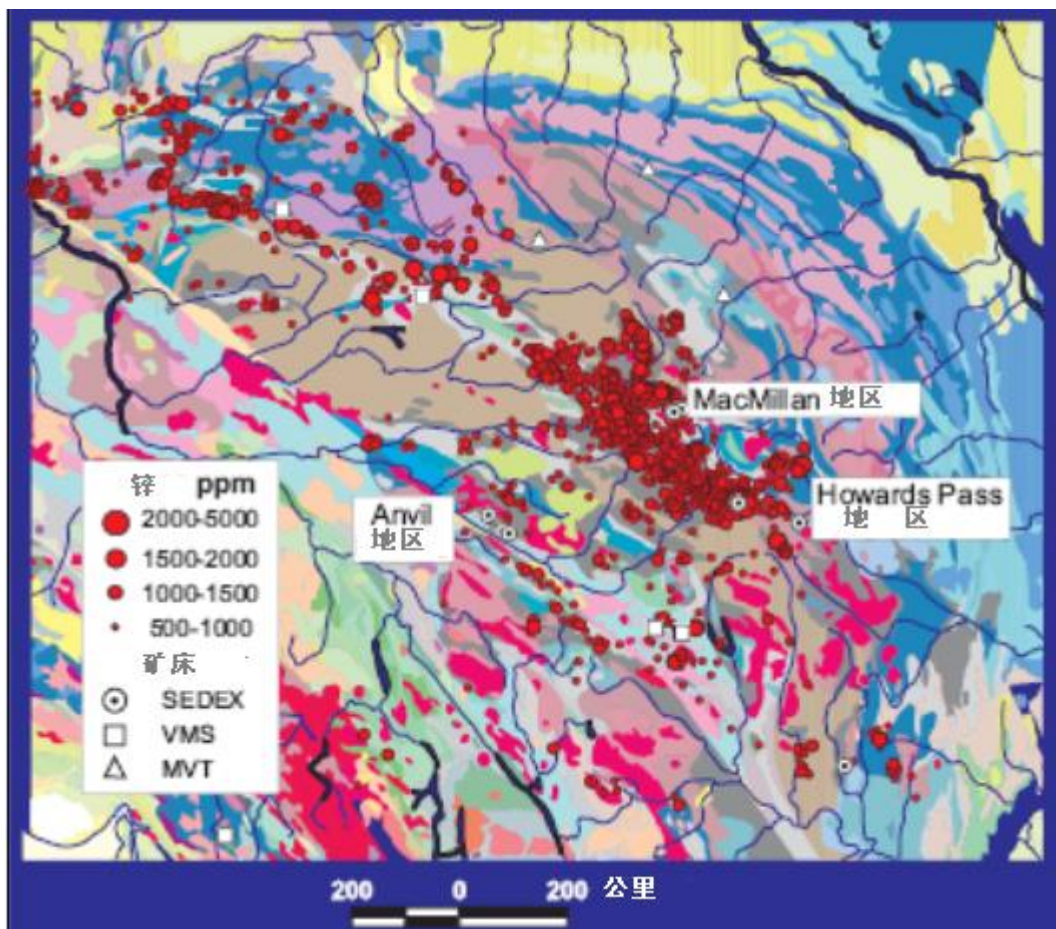 MacMillan 地区
Howards Pass
地 区
Anvil
地区
锌 ppm
2000-5000
1500-2000
1000-1500
500-1000
矿床
SEDEX
VMS
MVT
200 0 200 公里